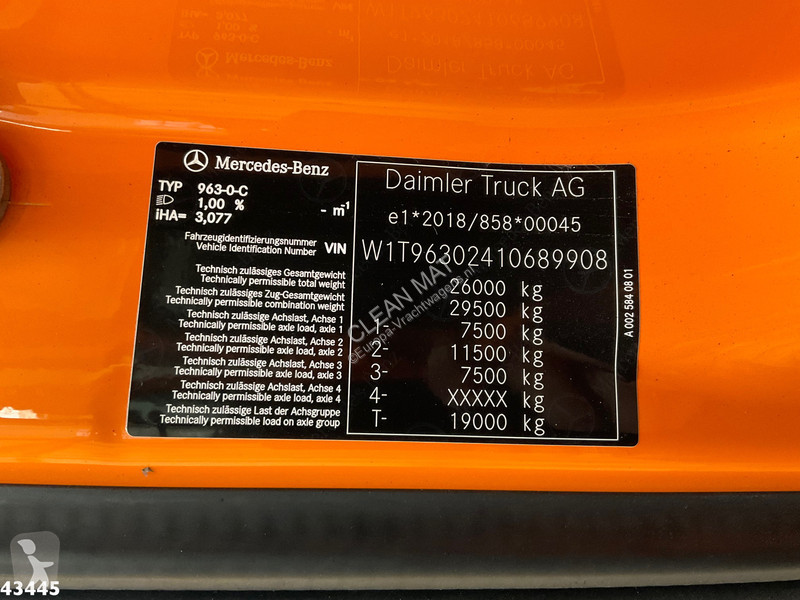 Mercedes-Benz
TYP 963-0-C
1,00 % - m-1
iHA= 3,077
Fahrzeugidentifizierungsnummer
Vehicle Identification Number VIN
Technisch zulässiges Gesamtgewicht
Technically permissible total weight
Technisch zulässiges Zug-Gesamtgewicht
Technically permissible combination weight
Technisch zulässige Achslast, Achse 1
Technically permissible axle load, axle 1
Technisch zulässige Achslast, Achse 2
Technically permissible axle load, axle 2
Technisch zulässige Achslast, Achse 3
Technically permissible axle load, axle 3
Technisch zulässige Achslast, Achse 4
Technically permissible axle load, axle 4
Technisch zulässige Last der Achsgruppe
Technically permissible load on axle group
Daimler Truck AG
e1*2018/858*00045
W1T96302410689908
26000 kg
29500 kg
7500 kg
2- 11500 kg
3- 7500 kg
4- XXXXX kg
T- 19000 kg
A 002 584 08 01
CLEAN MAT
©Europe-Vrachtwagens.nl
43445